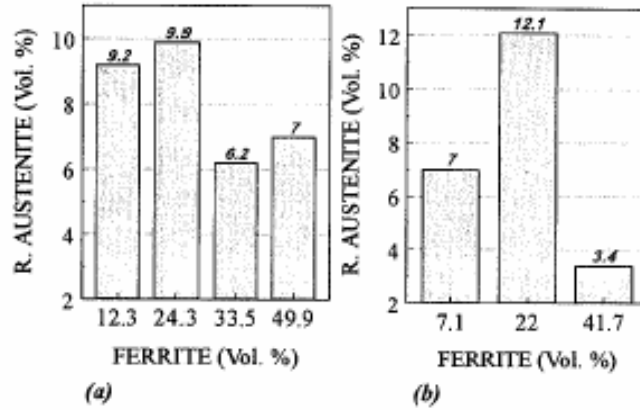 R. AUSTENITE (Vol. %)
10
8
6
4
2
9.2
9.9
6.2
7
12.3 24.3 33.5 49.9
FERRITE (Vol. %)
(a)
R. AUSTENITE (Vol. %)
12
10
8
6
4
2
7
12.1
3.4
7.1 22 41.7
FERRITE (Vol. %)
(b)